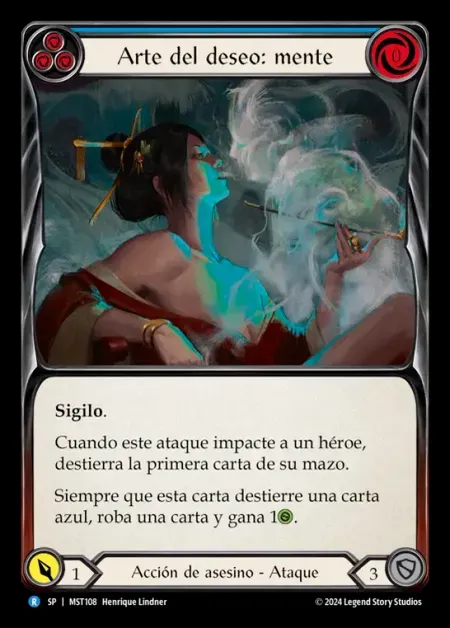 Arte del deseo: mente
0
Sigilo.
Cuando este ataque impacte a un héroe,
destierra la primera carta de su mazo.
Siempre que esta carta destierre una carta
azul, roba una carta y gana 1.
1 Acción de asesino - Ataque 3
R SP | MST108 Henrique Lindner © 2024 Legend Story Studios